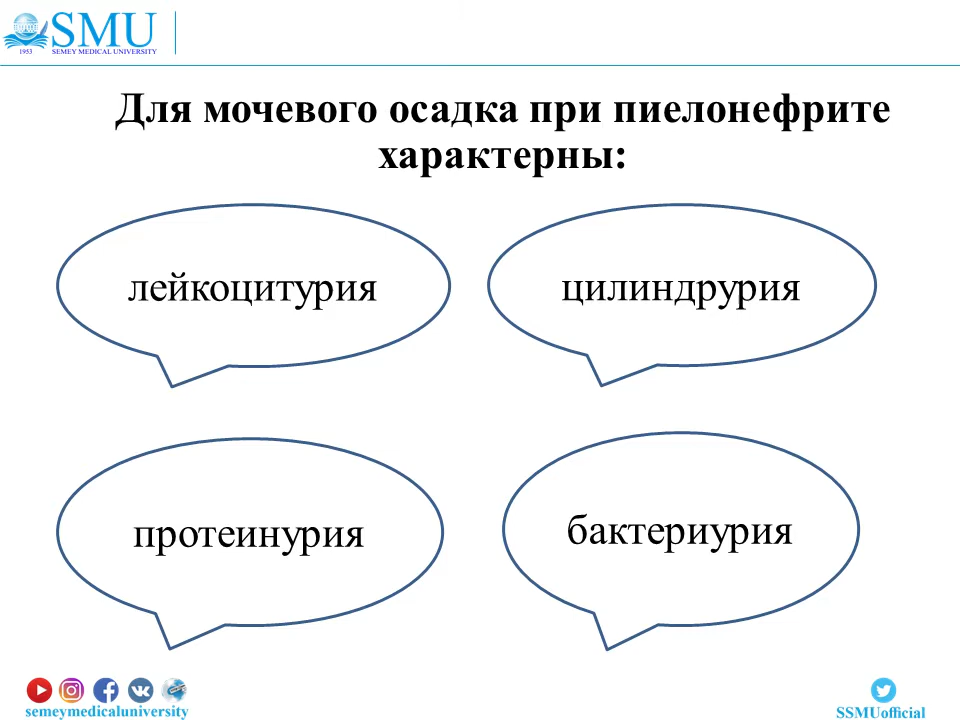 SMU
1953 SEMEY MEDICAL UNIVERSITY
Для мочевого осадка при пиелонефрите
характерны:
лейкоцитурия
цилиндрурия
протеинурия
бактериурия
semeymedicaluniversity
SSMUofficial